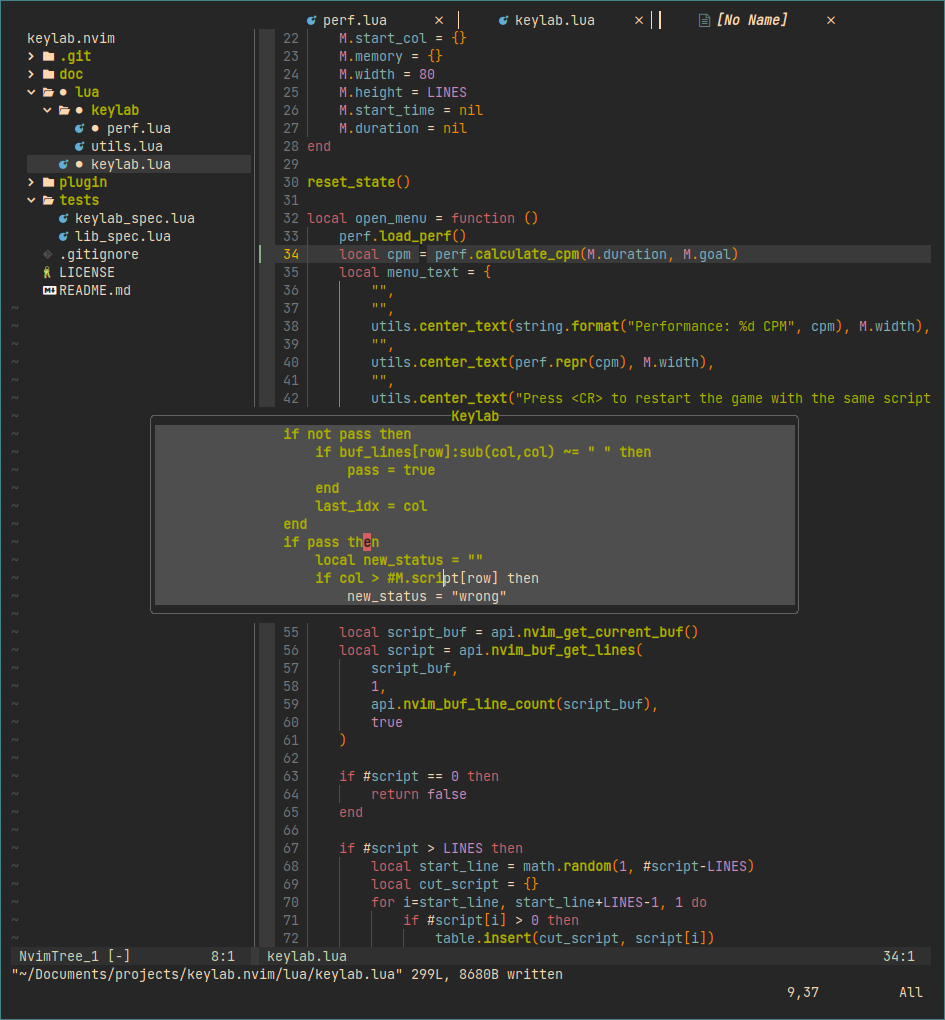 perf.lua × | keylab.lua × || [No Name] ×
keylab.nvim
.git
doc
lua
keylab
perf.lua
utils.lua
keylab.lua
plugin
tests
keylab_spec.lua
lib_spec.lua
.gitignore
LICENSE
README.md
22 M.start_col = {}
23 M.memory = {}
24 M.width = 80
25 M.height = LINES
26 M.start_time = nil
27 M.duration = nil
28 end
29
30 reset_state()
31
32 local open_menu = function ()
33 perf.load_perf()
34 local cpm = perf.calculate_cpm(M.duration, M.goal)
35 local menu_text = {
36 "",
37 "",
38 utils.center_text(string.format("Performance: %d CPM", cpm), M.width),
39 "",
40 utils.center_text(perf.repr(cpm), M.width),
41 "",
42 utils.center_text("Press <CR> to restart the game with the same script
Keylab
if not pass then
if buf_lines[row]:sub(col,col) ~= " " then
pass = true
end
last_idx = col
end
if pass then
local new_status = ""
if col > #M.script[row] then
new_status = "wrong"
55 local script_buf = api.nvim_get_current_buf()
56 local script = api.nvim_buf_get_lines(
57 script_buf,
58 1,
59 api.nvim_buf_line_count(script_buf),
60 true
61 )
62
63 if #script == 0 then
64 return false
65 end
66
67 if #script > LINES then
68 local start_line = math.random(1, #script-LINES)
69 local cut_script = {}
70 for i=start_line, start_line+LINES-1, 1 do
71 if #script[i] > 0 then
72 table.insert(cut_script, script[i])
NvimTree_1 [-] 8:1 keylab.lua 34:1
"~/Documents/projects/keylab.nvim/lua/keylab.lua" 299L, 8680B written
9,37 All